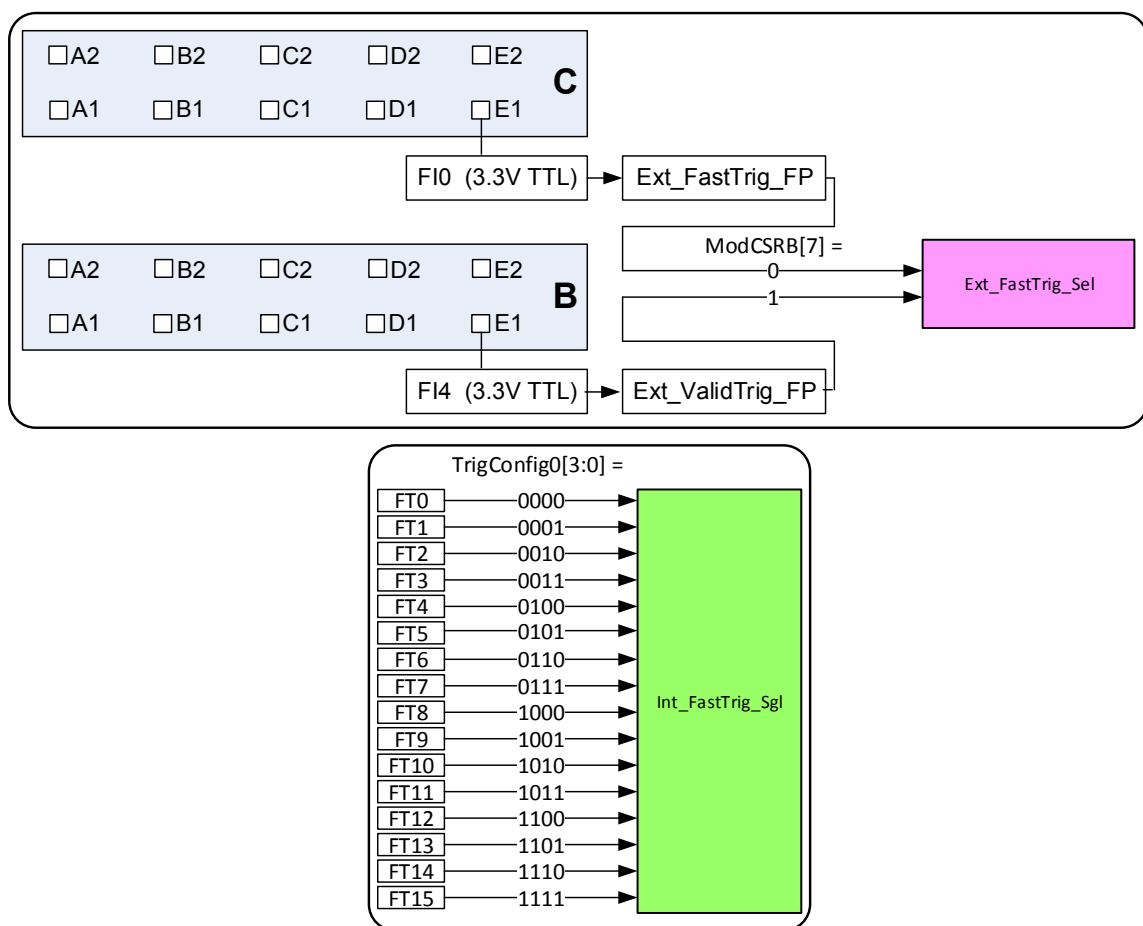 A2 B2 C2 D2 E2
C
A1 B1 C1 D1 E1
FI0 (3.3V TTL) Ext_FastTrig_FP
ModCSRB[7] =
0
1
Ext_FastTrig_Sel
A2 B2 C2 D2 E2
B
A1 B1 C1 D1 E1
FI4 (3.3V TTL) Ext_ValidTrig_FP
TrigConfig0[3:0] =
FT0 0000
FT1 0001
FT2 0010
FT3 0011
FT4 0100
FT5 0101
FT6 0110
FT7 0111
FT8 1000
FT9 1001
FT10 1010
FT11 1011
FT12 1100
FT13 1101
FT14 1110
FT15 1111
Int_FastTrig_Sgl